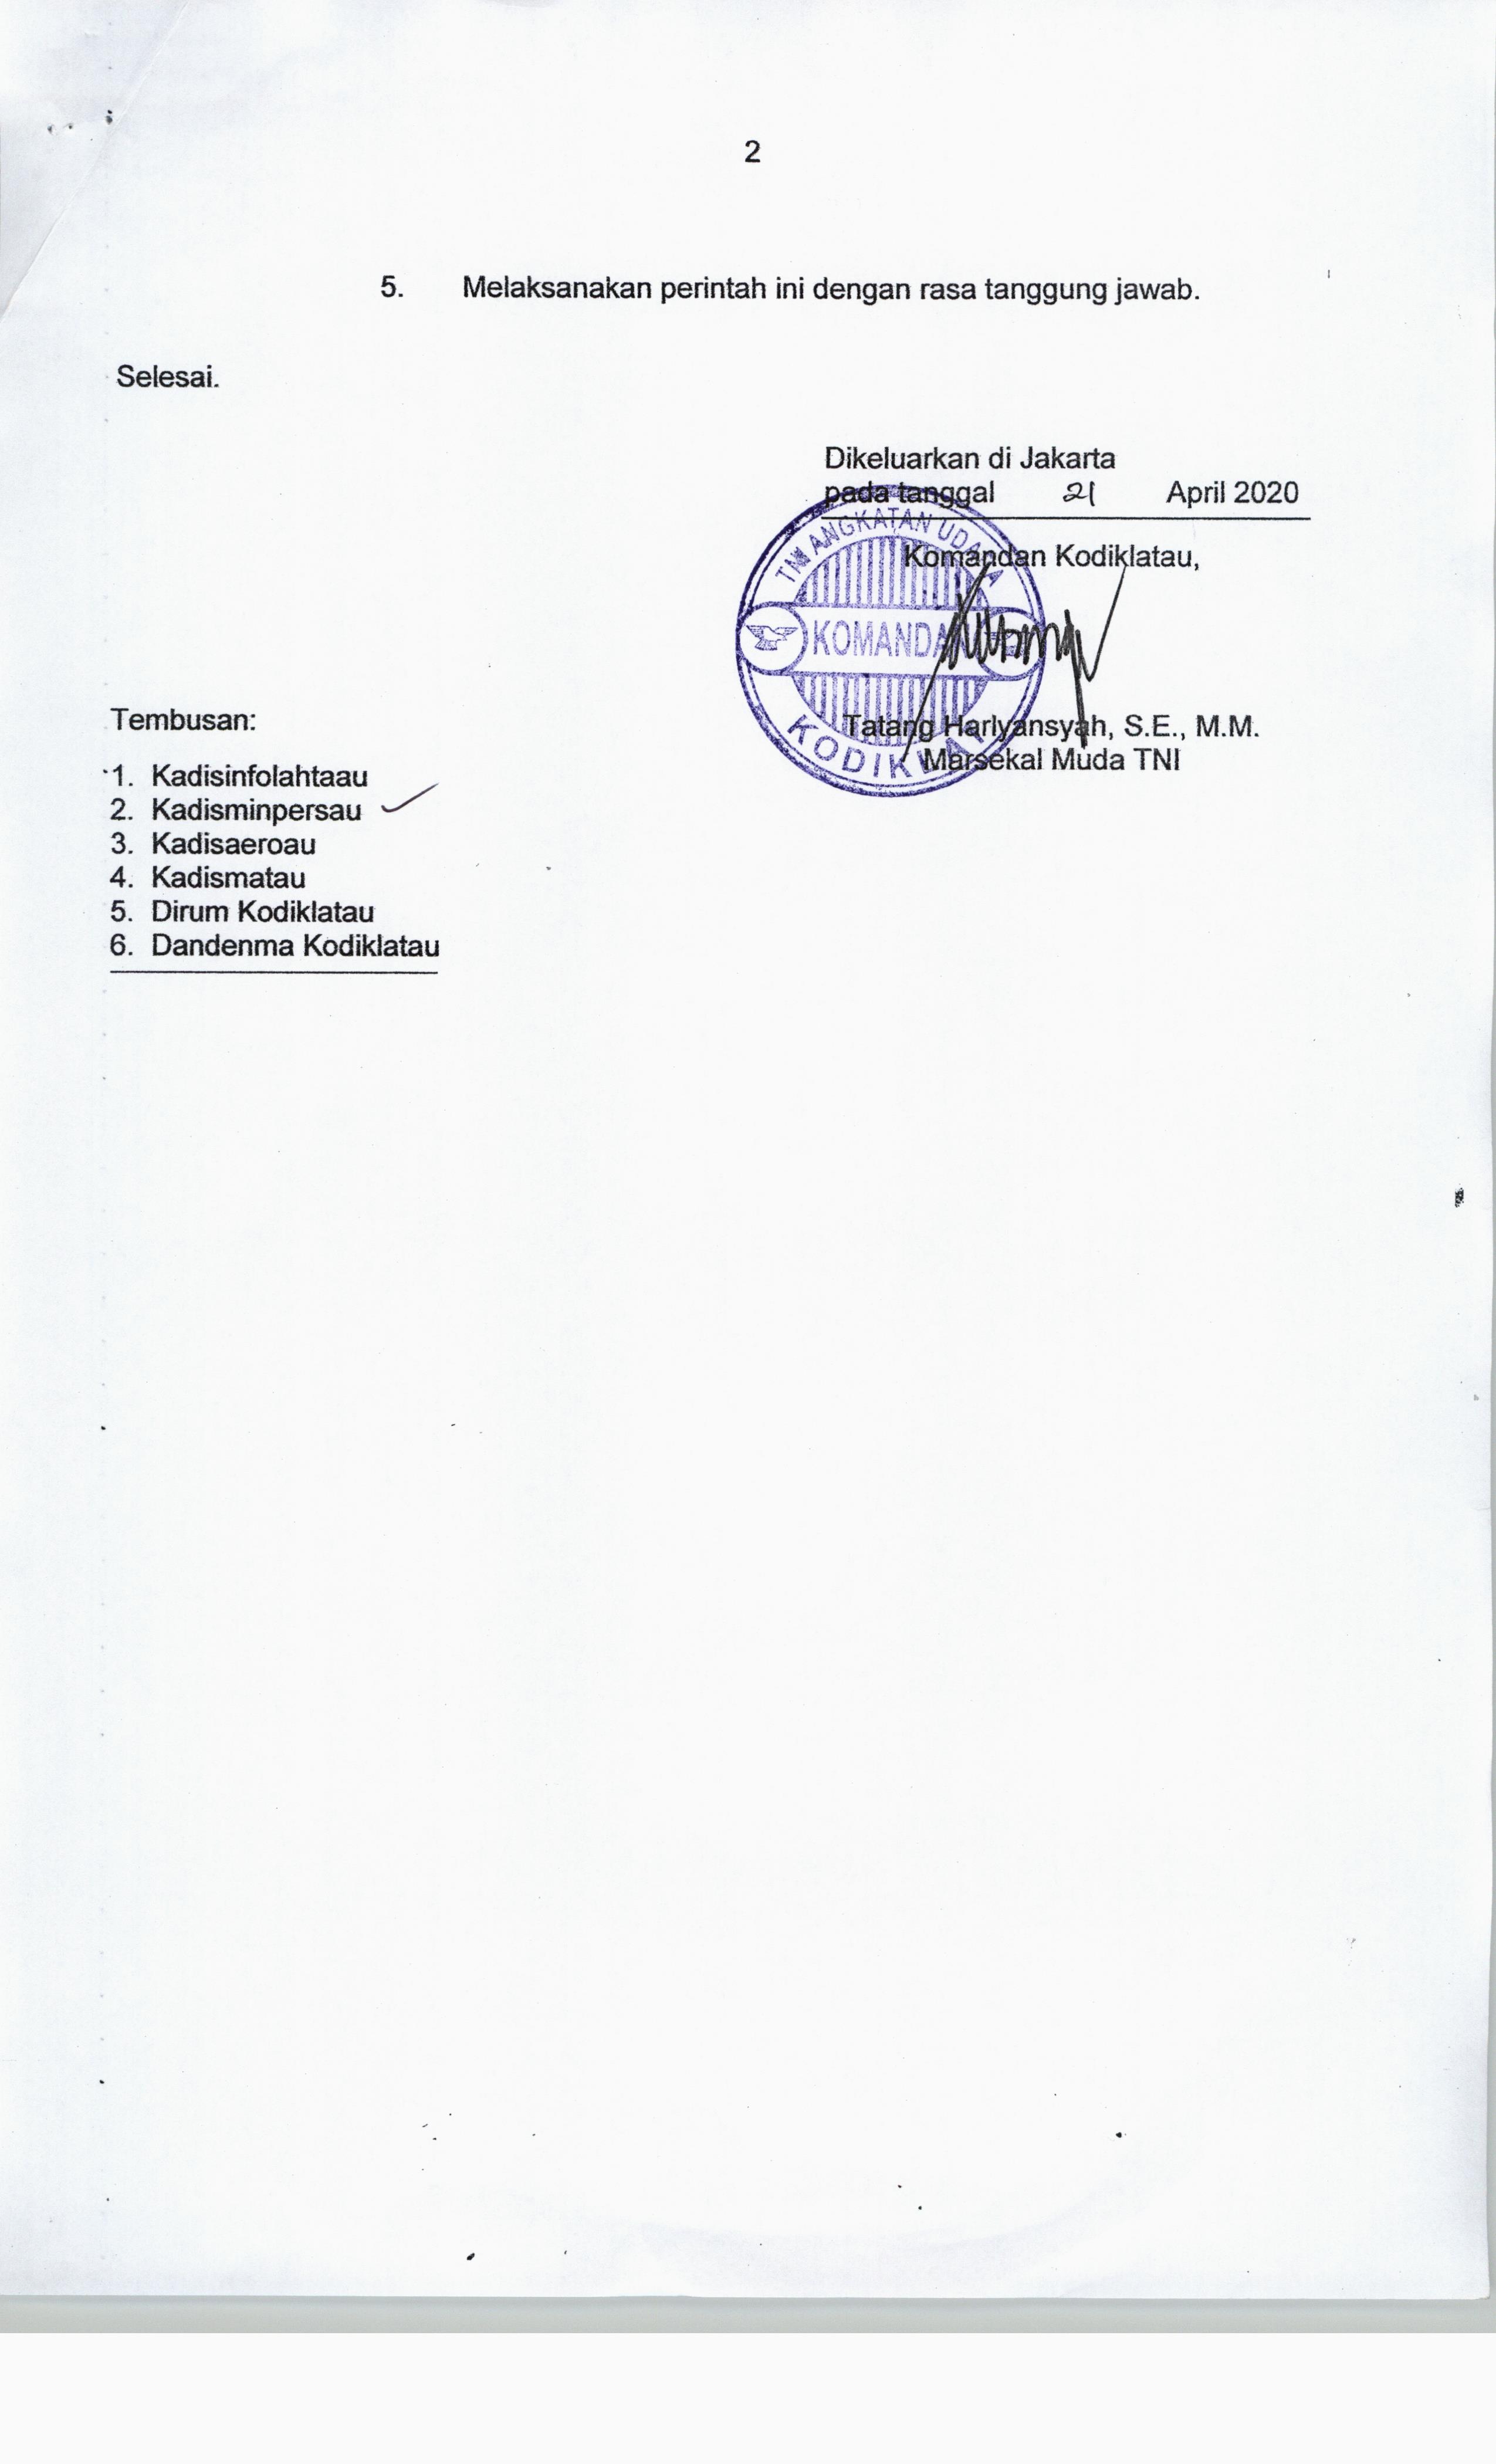 2
5. Melaksanakan perintah ini dengan rasa tanggung jawab.
Selesai.
Dikeluarkan di Jakarta
pada tanggal 21 April 2020
Komandan Kodiklatau,
TNI ANGKATAN UDARA
KOMANDAN
KODIKLAT
Tatang Harlyansyah, S.E., M.M.
Marsekal Muda TNI
Tembusan:
1. Kadisinfolahtaau
2. Kadisminpersau
3. Kadisaeroau
4. Kadismatau
5. Dirum Kodiklatau
6. Dandenma Kodiklatau